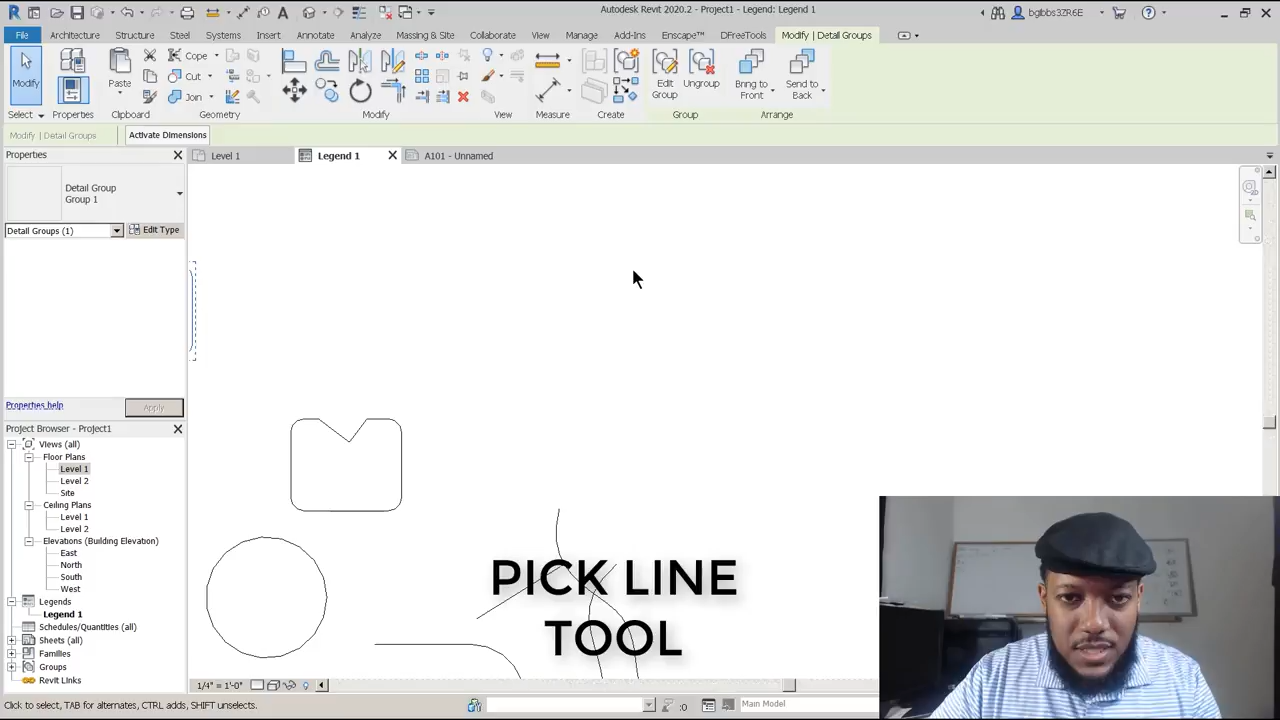 Autodesk Revit 2020.2 - Project1 - Legend: Legend 1
bgibbs3ZR6E
File Architecture Structure Steel Systems Insert Annotate Analyze Massing & Site Collaborate View Manage Add-Ins Enscape™ DFreeTools Modify | Detail Groups
Modify
Paste
Cope
Cut
Join
Edit Group
Ungroup
Bring to Front
Send to Back
Select Properties Clipboard Geometry Modify View Measure Create Group Arrange
Modify | Detail Groups Activate Dimensions
Properties
Level 1 Legend 1 A101 - Unnamed
Detail Group
Group 1
Detail Groups (1) Edit Type
Properties help Apply
Project Browser - Project1
Views (all)
Floor Plans
Level 1
Level 2
Site
Ceiling Plans
Level 1
Level 2
Elevations (Building Elevation)
East
North
South
West
Legends
Legend 1
Schedules/Quantities (all)
Sheets (all)
Families
Groups
Revit Links
PICK LINE
TOOL
1/4" = 1'-0"
Click to select, TAB for alternates, CTRL adds, SHIFT unselects.
:0
Main Model